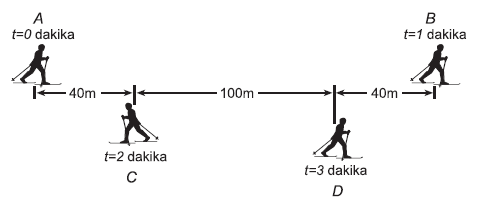 A
t=0 dakika
B
t=1 dakika
40m
100m
40m
t=2 dakika
C
t=3 dakika
D